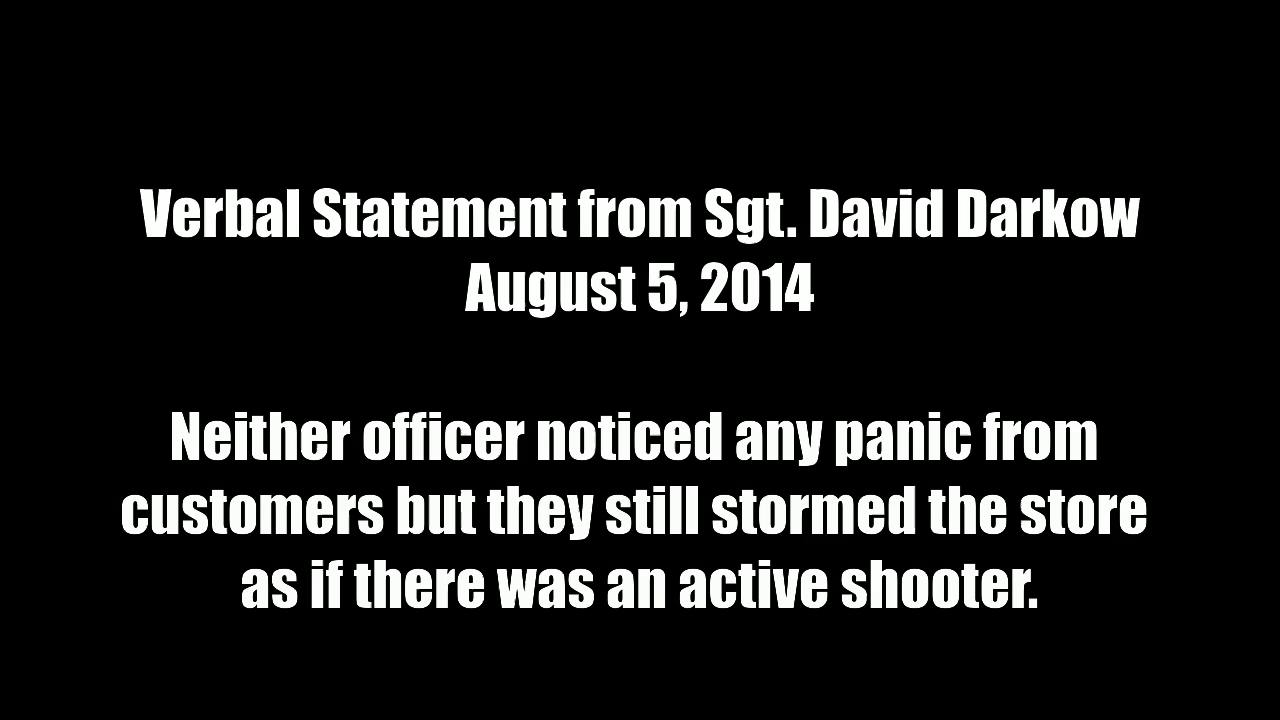 Verbal Statement from Sgt. David Darkow
August 5, 2014
Neither officer noticed any panic from
customers but they still stormed the store
as if there was an active shooter.